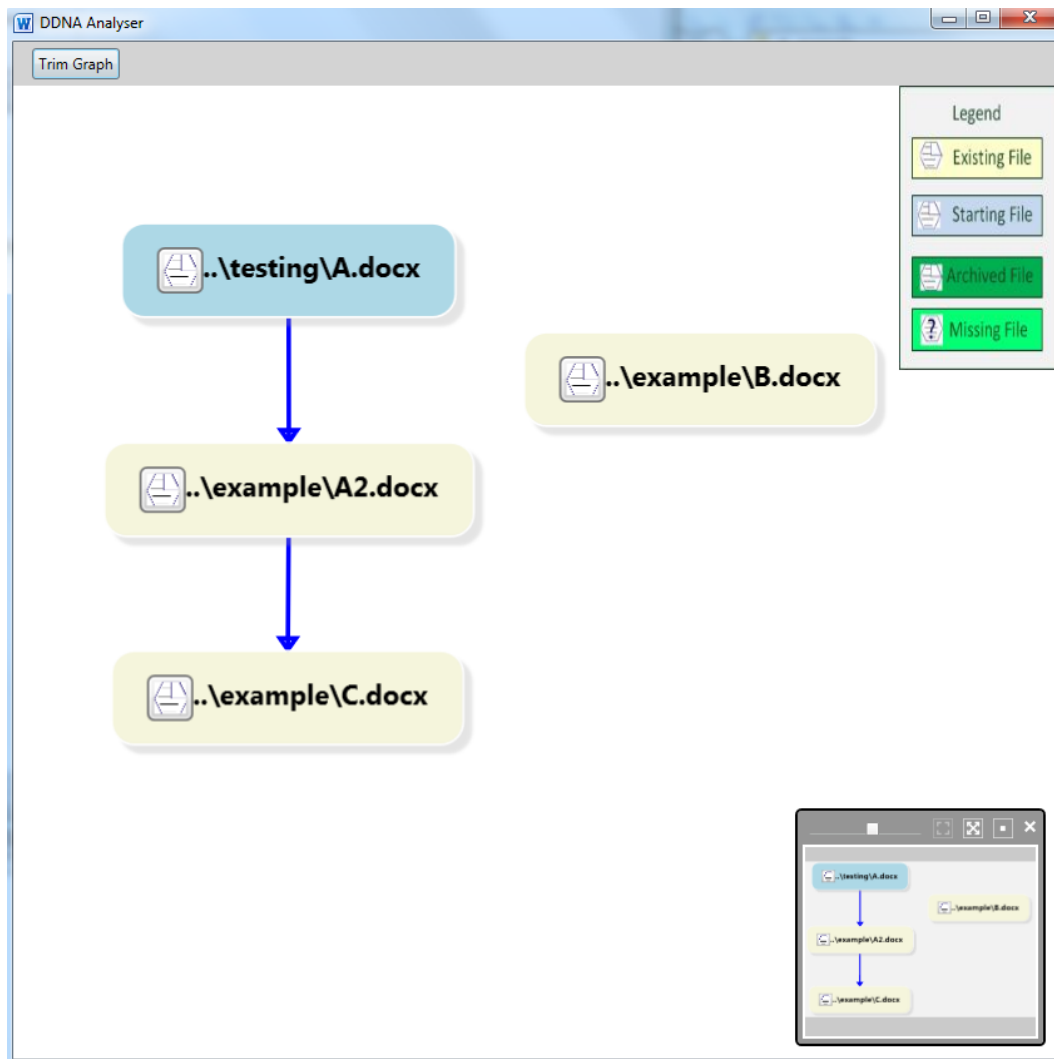 DDNA Analyser
Trim Graph
Legend
Existing File
Starting File
Archived File
? Missing File
..\testing\A.docx
..\example\B.docx
..\example\A2.docx
..\example\C.docx
..\testing\A.docx
..\example\B.docx
..\example\A2.docx
..\example\C.docx